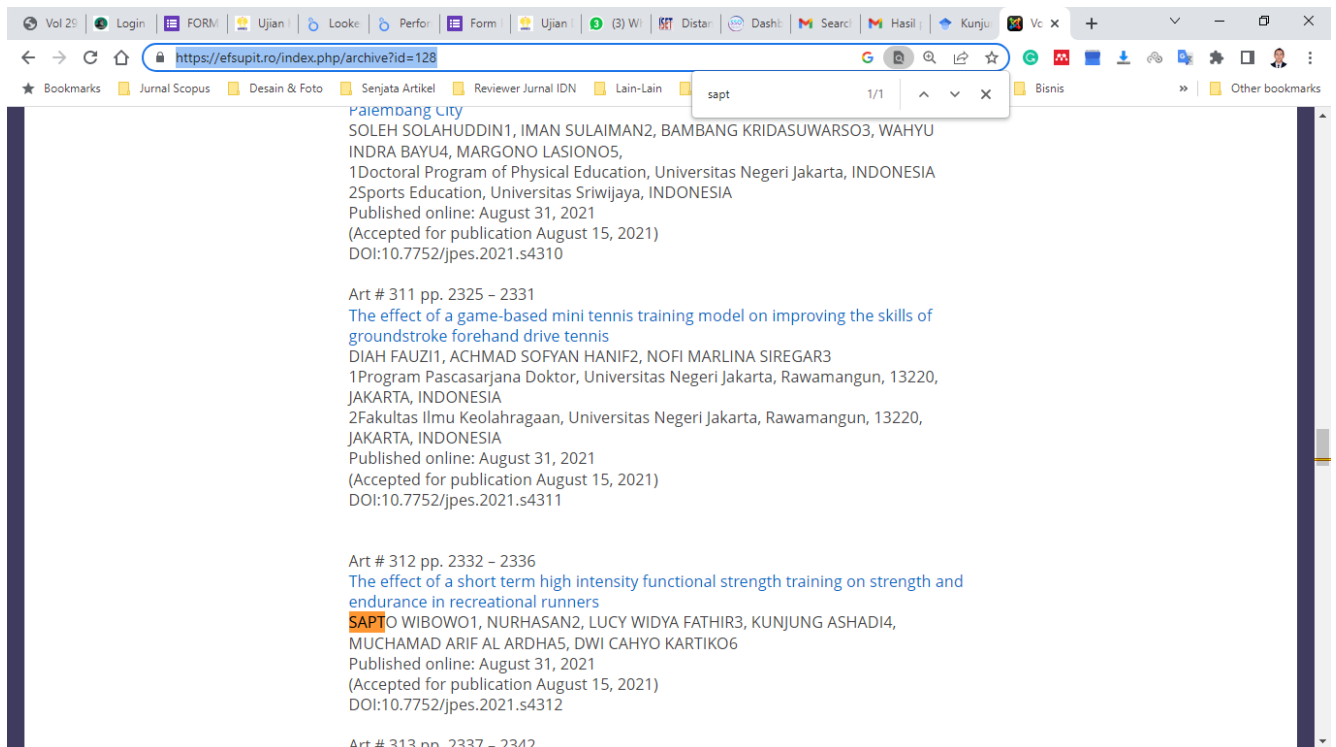 Vol 29
Login
FORM
Ujian
Looke
Perfor
Form
Ujian
(3) W
Distar
Dashb
Search
Hasil
Kunju
Vo
https://efsupit.ro/index.php/archive?id=128
Bookmarks
Jurnal Scopus
Desain & Foto
Senjata Artikel
Reviewer Jurnal IDN
Lain-Lain
sapt 1/1
Bisnis
» Other bookmarks
Palembang City
SOLEH SOLAHUDDIN1, IMAN SULAIMAN2, BAMBANG KRIDASUWARSO3, WAHYU
INDRA BAYU4, MARGONO LASIONO5,
1Doctoral Program of Physical Education, Universitas Negeri Jakarta, INDONESIA
2Sports Education, Universitas Sriwijaya, INDONESIA
Published online: August 31, 2021
(Accepted for publication August 15, 2021)
DOI:10.7752/jpes.2021.s4310
Art # 311 pp. 2325 – 2331
The effect of a game-based mini tennis training model on improving the skills of
groundstroke forehand drive tennis
DIAH FAUZI1, ACHMAD SOFYAN HANIF2, NOFI MARLINA SIREGAR3
1Program Pascasarjana Doktor, Universitas Negeri Jakarta, Rawamangun, 13220,
JAKARTA, INDONESIA
2Fakultas Ilmu Keolahragaan, Universitas Negeri Jakarta, Rawamangun, 13220,
JAKARTA, INDONESIA
Published online: August 31, 2021
(Accepted for publication August 15, 2021)
DOI:10.7752/jpes.2021.s4311
Art # 312 pp. 2332 – 2336
The effect of a short term high intensity functional strength training on strength and
endurance in recreational runners
SAPTO WIBOWO1, NURHASAN2, LUCY WIDYA FATHIR3, KUNJUNG ASHADI4,
MUCHAMAD ARIF AL ARDHA5, DWI CAHYO KARTIKO6
Published online: August 31, 2021
(Accepted for publication August 15, 2021)
DOI:10.7752/jpes.2021.s4312
Art # 313 pp. 2337 – 2342